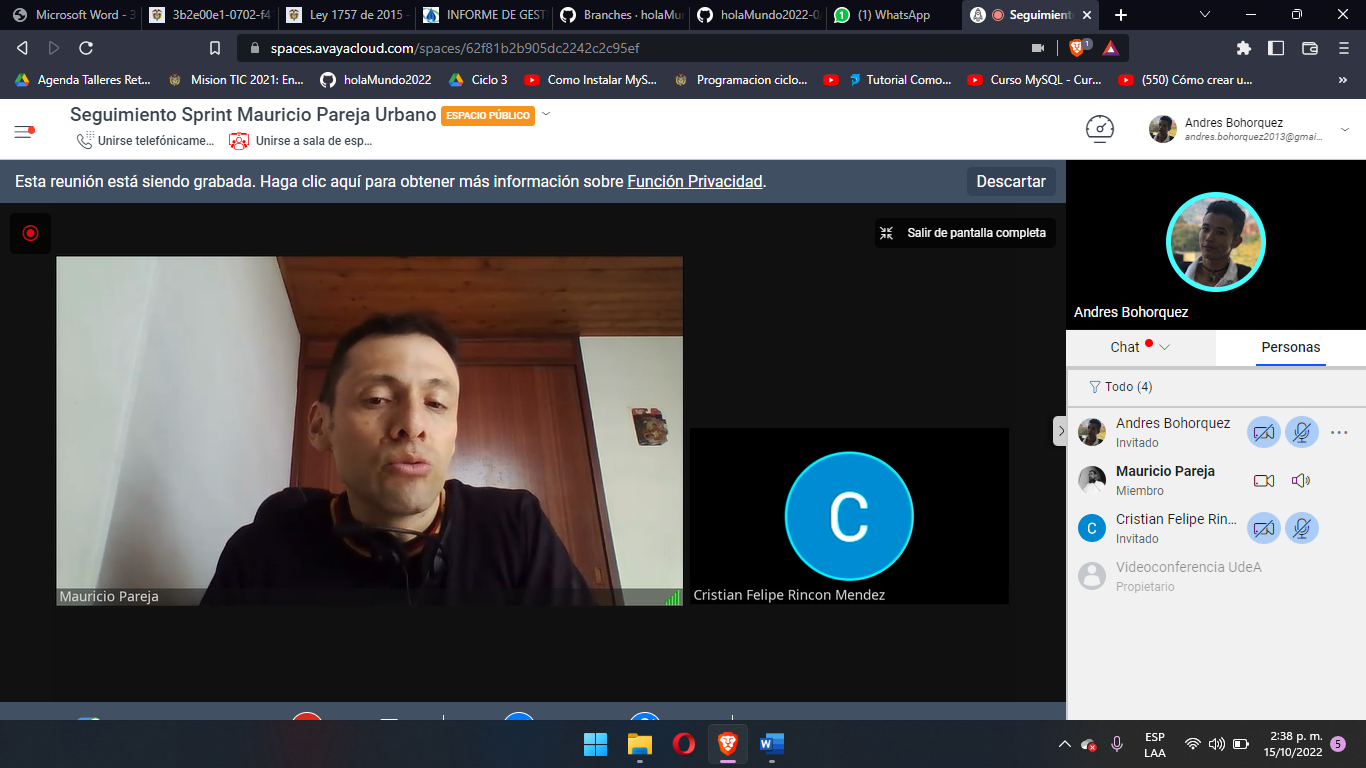 Microsoft Word - 3
3b2e00e1-0702-f4
Ley 1757 de 2015 -
INFORME DE GEST
Branches · holaMun
holaMundo2022-0
(1) WhatsApp
Seguimient
spaces.avayacloud.com/spaces/62f81b2b905dc2242c2c95ef
1
Agenda Talleres Ret...
Mision TIC 2021: En...
holaMundo2022
Ciclo 3
Como Instalar MyS...
Programacion ciclo...
Tutorial Como...
Curso MySQL - Cur...
(550) Cómo crear u...
»
Seguimiento Sprint Mauricio Pareja Urbano
ESPACIO PÚBLICO
Unirse telefónicame...
Unirse a sala de esp...
Andres Bohorquez
andres.bohorquez2013@gmai...
Esta reunión está siendo grabada. Haga clic aquí para obtener más información sobre Función Privacidad.
Descartar
Salir de pantalla completa
Mauricio Pareja
C
Cristian Felipe Rincon Mendez
Andres Bohorquez
Chat
Personas
Todo (4)
Andres Bohorquez
Invitado
Mauricio Pareja
Miembro
C
Cristian Felipe Rin...
Invitado
Videoconferencia UdeA
Propietario
ESP
LAA
2:38 p. m.
15/10/2022
5